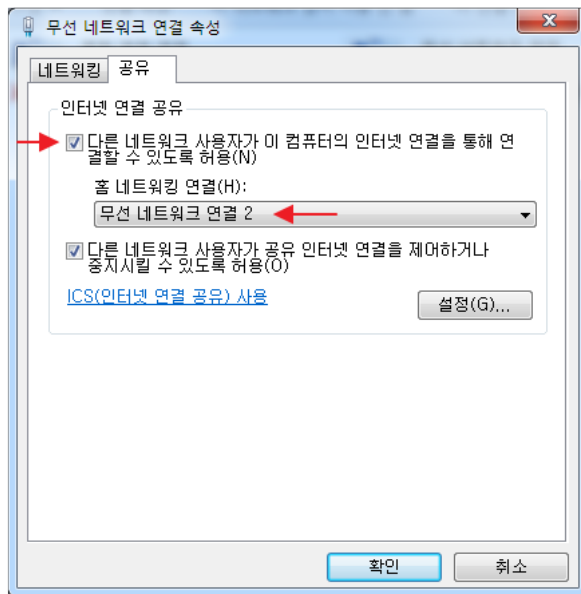 무선 네트워크 연결 속성
네트워킹 공유
인터넷 연결 공유
다른 네트워크 사용자가 이 컴퓨터의 인터넷 연결을 통해 연
결할 수 있도록 허용(N)
홈 네트워킹 연결(H):
무선 네트워크 연결 2
다른 네트워크 사용자가 공유 인터넷 연결을 제어하거나
중지시킬 수 있도록 허용(O)
ICS(인터넷 연결 공유) 사용
설정(G)...
확인 취소